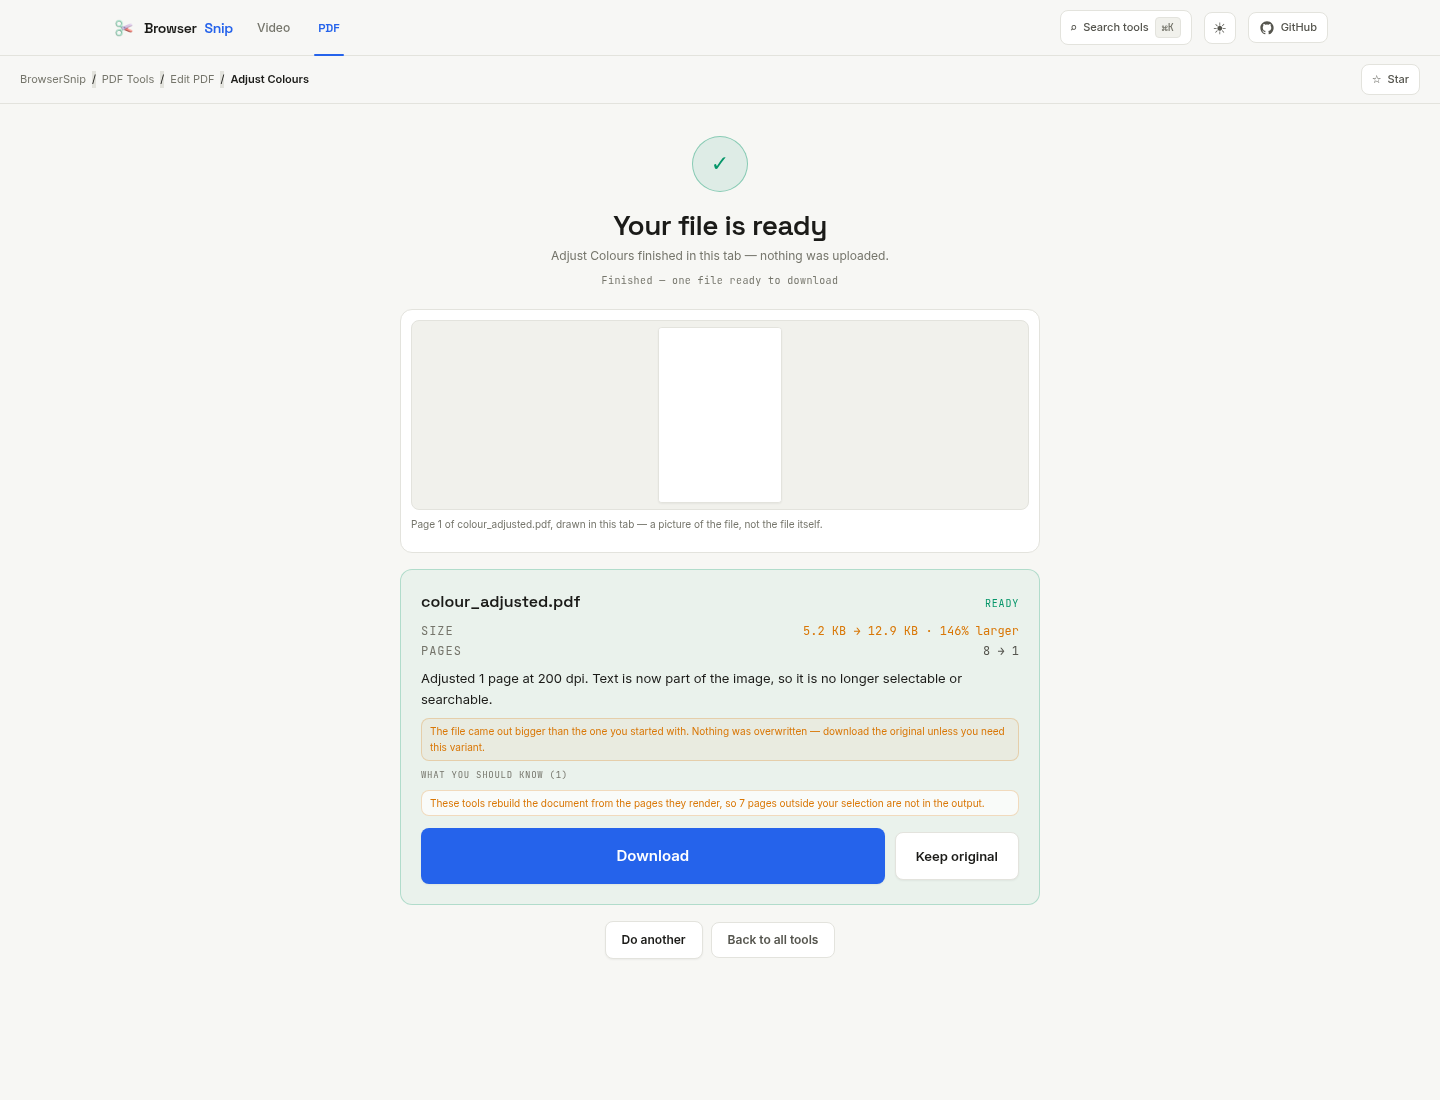 Browser Snip Video PDF Search tools ⌘K GitHub
BrowserSnip / PDF Tools / Edit PDF / Adjust Colours ☆ Star
✓
Your file is ready
Adjust Colours finished in this tab — nothing was uploaded.
Finished — one file ready to download
Page 1 of colour_adjusted.pdf, drawn in this tab — a picture of the file, not the file itself.
colour_adjusted.pdf READY
SIZE 5.2 KB → 12.9 KB · 146% larger
PAGES 8 → 1
Adjusted 1 page at 200 dpi. Text is now part of the image, so it is no longer selectable or
searchable.
The file came out bigger than the one you started with. Nothing was overwritten — download the original unless you need
this variant.
WHAT YOU SHOULD KNOW (1)
These tools rebuild the document from the pages they render, so 7 pages outside your selection are not in the output.
Download Keep original
Do another Back to all tools